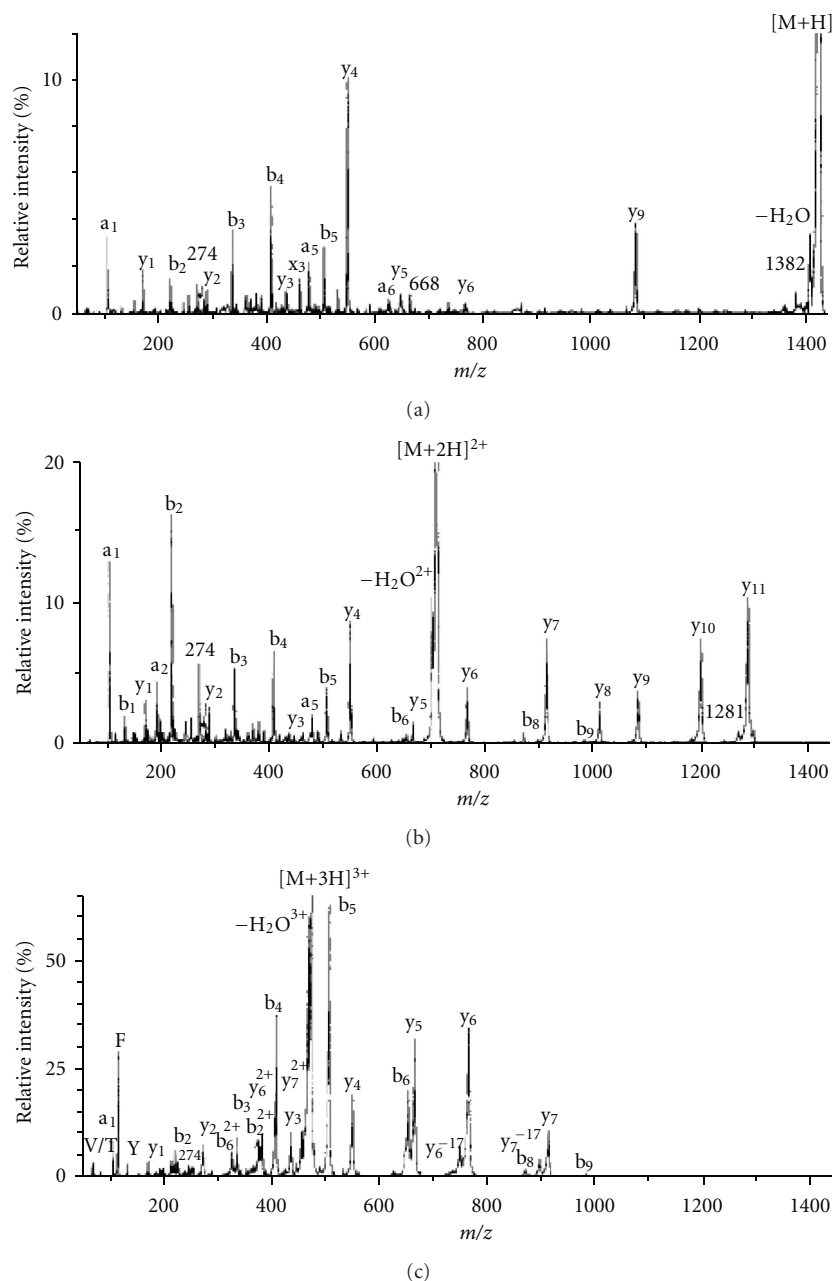 [M+H]
Relative intensity (%)
10
0
a1
y1
b2
274
y2
b3
b4
y3
x3
a5
b5
y4
a6
y5
668
y6
y9
1382
−H2O
200
400
600
800
1000
1200
1400
m/z
(a)
[M+2H]2+
Relative intensity (%)
20
10
0
a1
b1
y1
a2
b2
274
y2
b3
b4
y3
a5
b5
y4
−H2O2+
b6
y5
y6
b8
y7
b9
y8
y9
y10
1281
y11
200
400
600
800
1000
1200
1400
m/z
(b)
[M+3H]3+
Relative intensity (%)
50
25
0
−H2O3+
b5
V/T
a1
F
Y
y1
b2
274
y2
b6 2+
b3
b2 2+
y6 2+
b4
y3
y7 2+
y4
b6
y5
y6 −17
y6
y7 −17
b8
y7
b9
200
400
600
800
1000
1200
1400
m/z
(c)